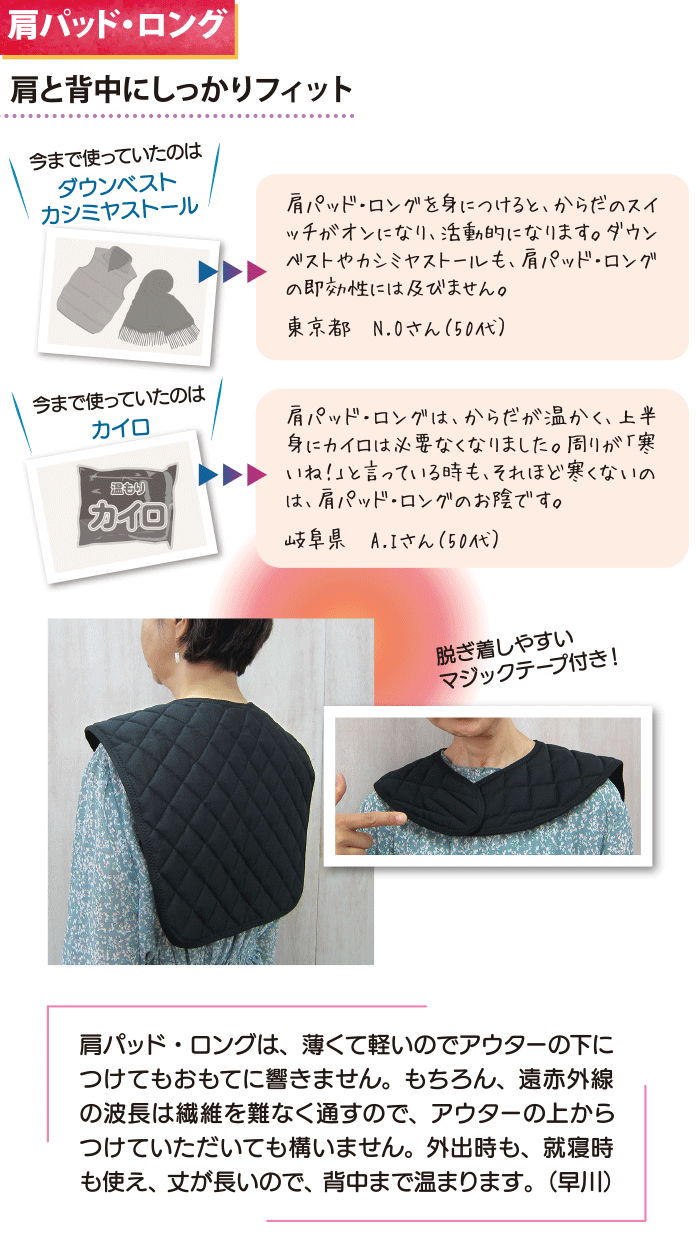 肩パッド・ロング
肩と背中にしっかりフィット
今まで使っていたのは
ダウンベスト
カシミヤストール
肩パッド・ロングを身につけると、からだのスイ
ッチがオンになり、活動的になります。ダウン
ベストやカシミヤストールも、肩パッド・ロング
の即効性には及びません。
東京都　N.Oさん(50代)
今まで使っていたのは
カイロ
温もり
カイロ
肩パッド・ロングは、からだが温かく、上半
身にカイロは必要なくなりました。周りが「寒
いね!」と言っている時も、それほど寒くないの
は、肩パッド・ロングのお陰です。
岐阜県　A.Iさん(50代)
脱ぎ着しやすい
マジックテープ付き!
肩パッド・ロングは、薄くて軽いのでアウターの下に
つけてもおもてに響きません。もちろん、遠赤外線
の波長は繊維を難なく通すので、アウターの上から
つけていただいても構いません。外出時も、就寝時
も使え、丈が長いので、背中まで温まります。(早川)